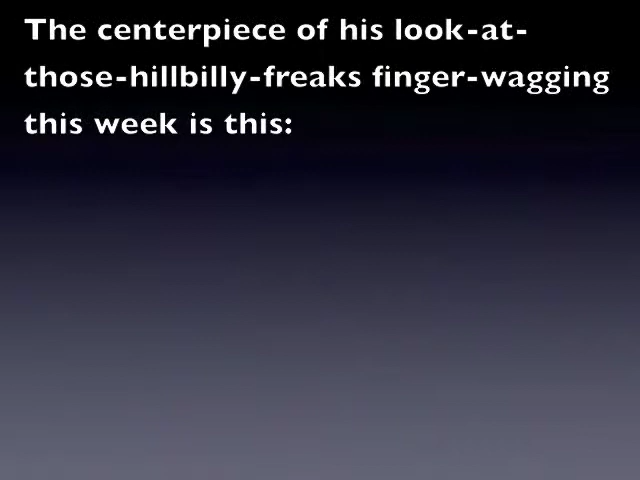 The centerpiece of his look-at-
those-hillbilly-freaks finger-wagging
this week is this: